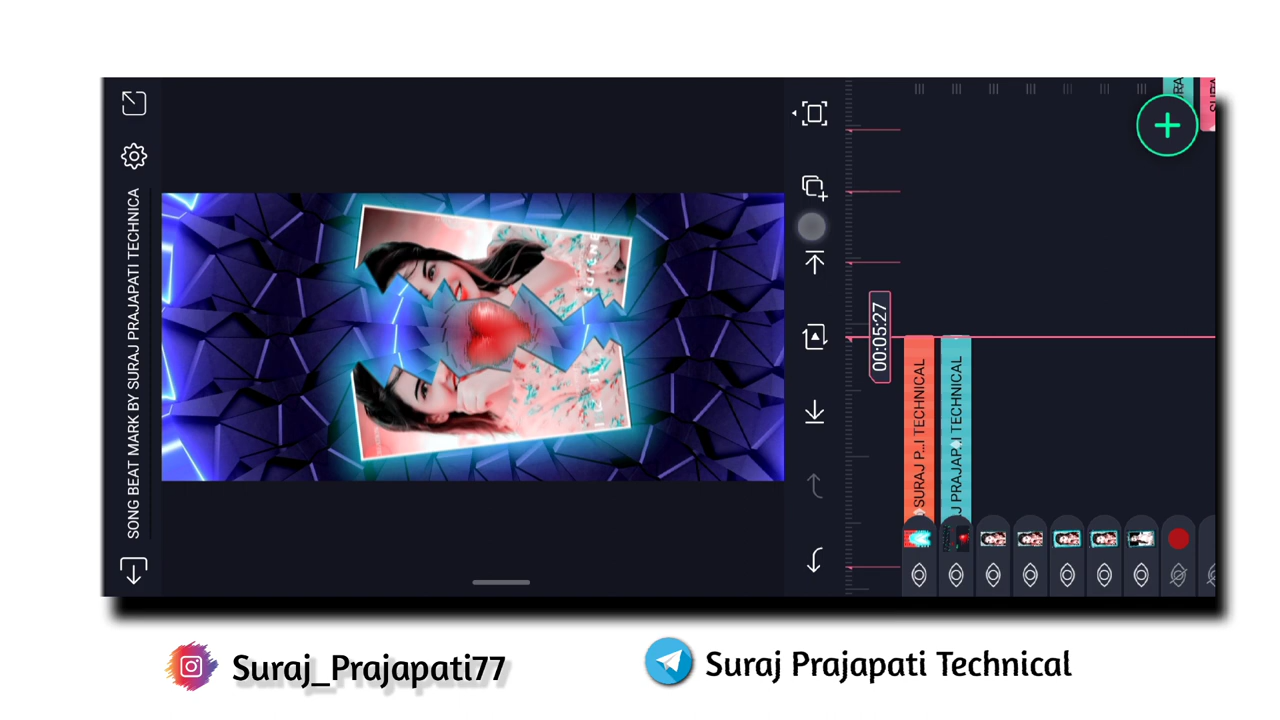 SONG BEAT MARK BY SURAJ PRAJAPATI TECHNICA
00:05:27
SURAJ P...I TECHNICAL
J PRAJAP...I TECHNICAL
Suraj_Prajapati77
Suraj Prajapati Technical